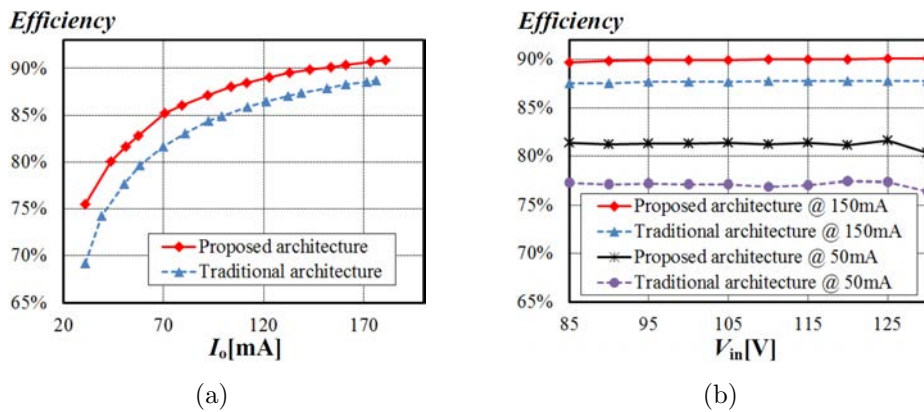 Efficiency
90%
85%
80%
75%
70%
65%
Proposed architecture
Traditional architecture
20
70
120
170
Io[mA]
(a)
Efficiency
90%
85%
80%
75%
70%
65%
Proposed architecture @ 150mA
Traditional architecture @ 150mA
Proposed architecture @ 50mA
Traditional architecture @ 50mA
85
95
105
115
125
Vin[V]
(b)